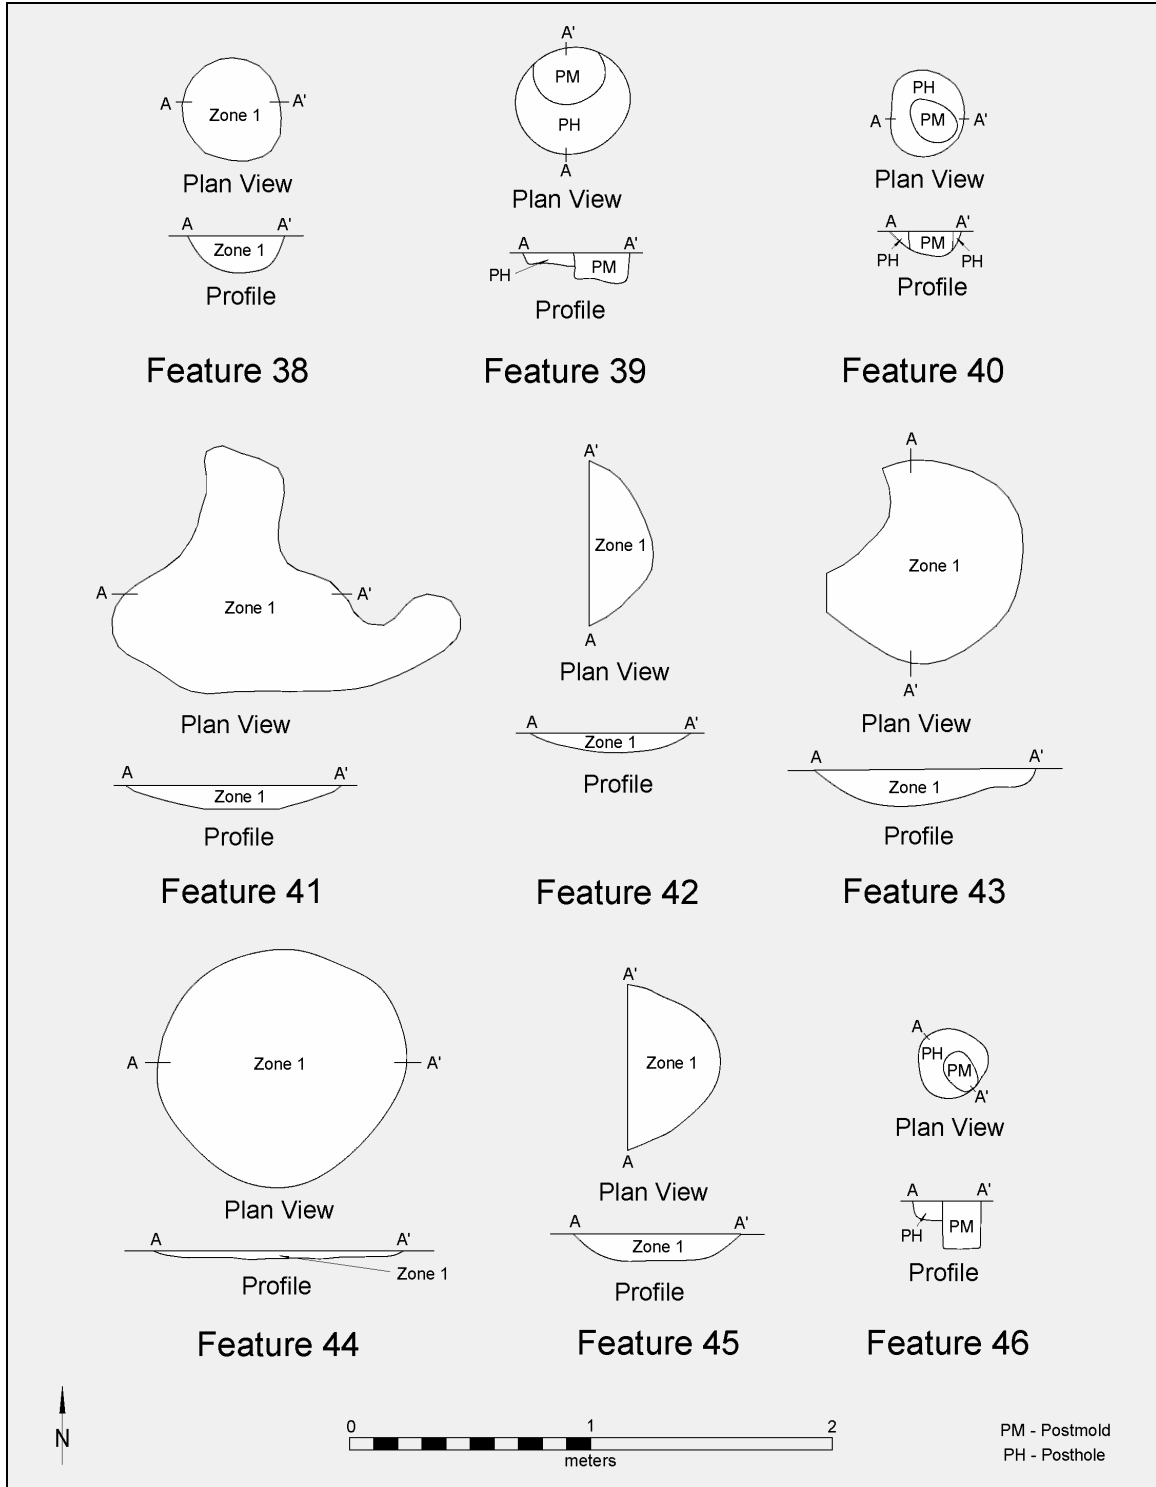 A
A'
Zone 1
Plan View
A
A'
Zone 1
Profile
Feature 38
A'
PM
PH
A
Plan View
A
A'
PH
PM
Profile
Feature 39
PH
A
PM
A'
Plan View
A
A'
PM
PH
PH
Profile
Feature 40
A
A'
Zone 1
Plan View
A
A'
Zone 1
Profile
Feature 41
A'
Zone 1
A
Plan View
A
A'
Zone 1
Profile
Feature 42
A
Zone 1
A'
Plan View
A
A'
Zone 1
Profile
Feature 43
A
Zone 1
A'
Plan View
A
A'
Zone 1
Profile
Feature 44
A'
Zone 1
A
Plan View
A
A'
Zone 1
Profile
Feature 45
A
PH
PM
A'
Plan View
A
A'
PH
PM
Profile
Feature 46
N
0
1
2
meters
PM - Postmold
PH - Posthole